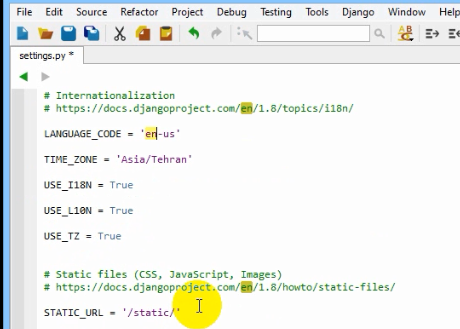 File Edit Source Refactor Project Debug Testing Tools Django Window Help
settings.py *
# Internationalization
# https://docs.djangoproject.com/en/1.8/topics/i18n/
LANGUAGE_CODE = 'en-us'
TIME_ZONE = 'Asia/Tehran'
USE_I18N = True
USE_L10N = True
USE_TZ = True
# Static files (CSS, JavaScript, Images)
# https://docs.djangoproject.com/en/1.8/howto/static-files/
STATIC_URL = '/static/'